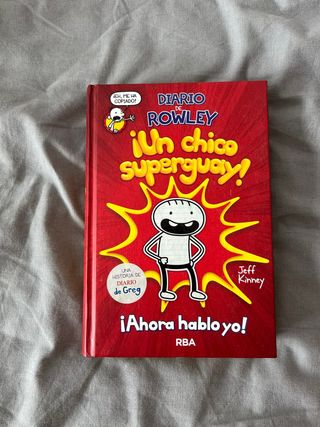 ¡EH, ME HA
COPIADO!
DIARIO
DE
ROWLEY
¡Un chico
superguay!
UNA
HISTORIA DE
DIARIO
de Greg
Jeff
Kinney
¡Ahora hablo yo!
RBA